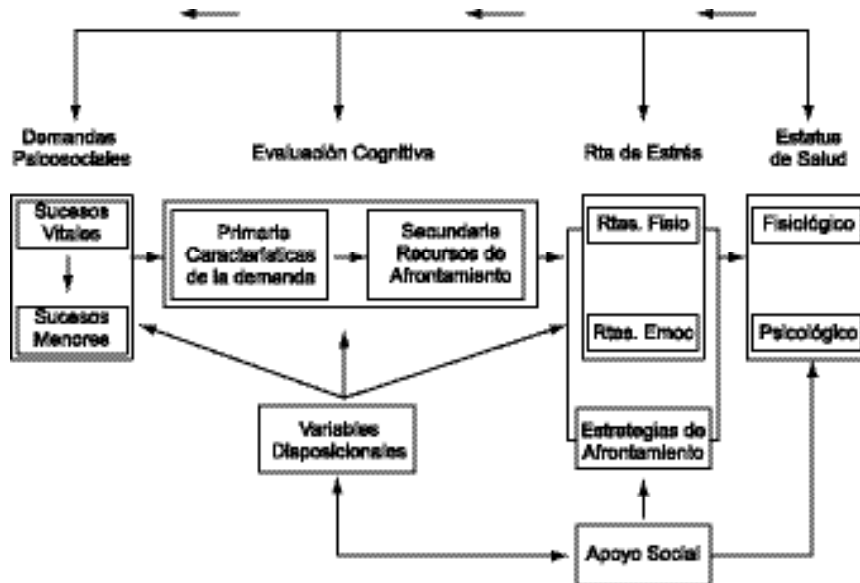 Demandas
Psicosociales
Evaluación Cognitiva
Rta de Estrés
Estatus
de Salud
Sucesos
Vitales
Sucesos
Menores
Primaria
Características
de la demanda
Secundaria
Recursos de
Afrontamiento
Rtas. Fisio
Rtas. Emoc
Fisiológico
Psicológico
Variables
Disposicionales
Estrategias de
Afrontamiento
Apoyo Social